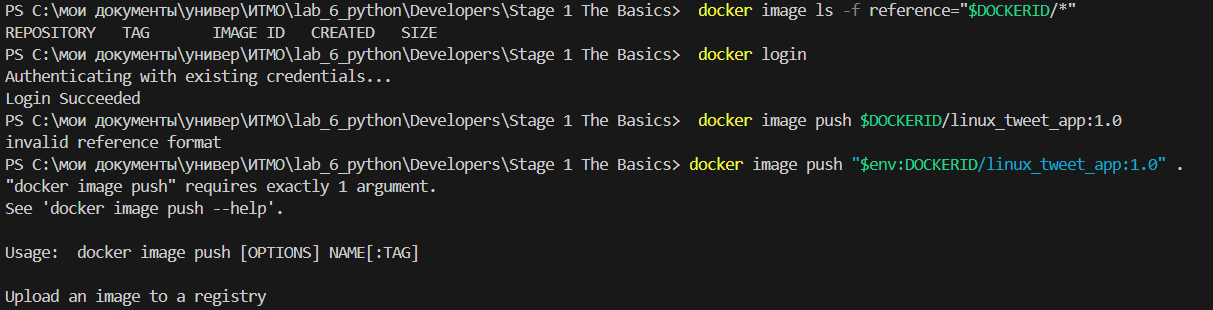 PS C:\мои документы\универ\ИТМО\lab_6_python\Developers\Stage 1 The Basics>  docker image ls -f reference="$DOCKERID/*"
REPOSITORY   TAG       IMAGE ID   CREATED   SIZE
PS C:\мои документы\универ\ИТМО\lab_6_python\Developers\Stage 1 The Basics>  docker login
Authenticating with existing credentials...
Login Succeeded
PS C:\мои документы\универ\ИТМО\lab_6_python\Developers\Stage 1 The Basics>  docker image push $DOCKERID/linux_tweet_app:1.0
invalid reference format
PS C:\мои документы\универ\ИТМО\lab_6_python\Developers\Stage 1 The Basics> docker image push "$env:DOCKERID/linux_tweet_app:1.0" .
"docker image push" requires exactly 1 argument.
See 'docker image push --help'.

Usage:  docker image push [OPTIONS] NAME[:TAG]

Upload an image to a registry